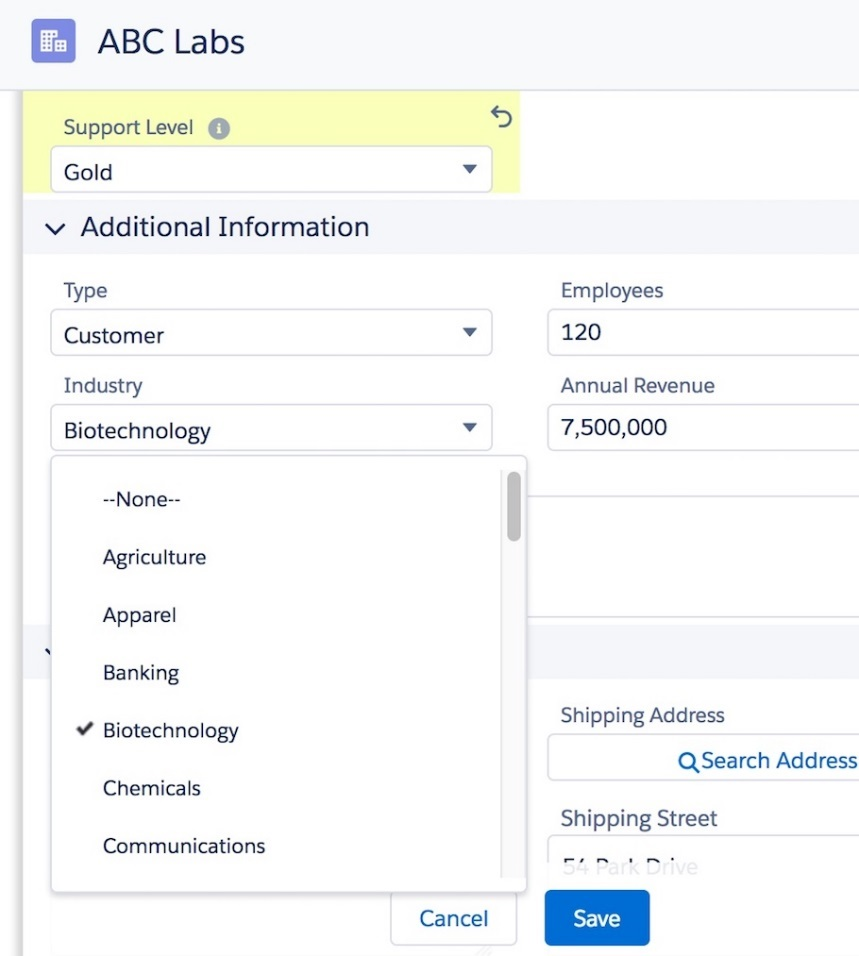 ABC Labs
Support Level
Gold
Additional Information
Type
Employees
Customer
120
Industry
Annual Revenue
Biotechnology
7,500,000
--None--
Agriculture
Apparel
Banking
Biotechnology
Shipping Address
Search Address
Chemicals
Shipping Street
Communications
54 Park Drive
Cancel
Save